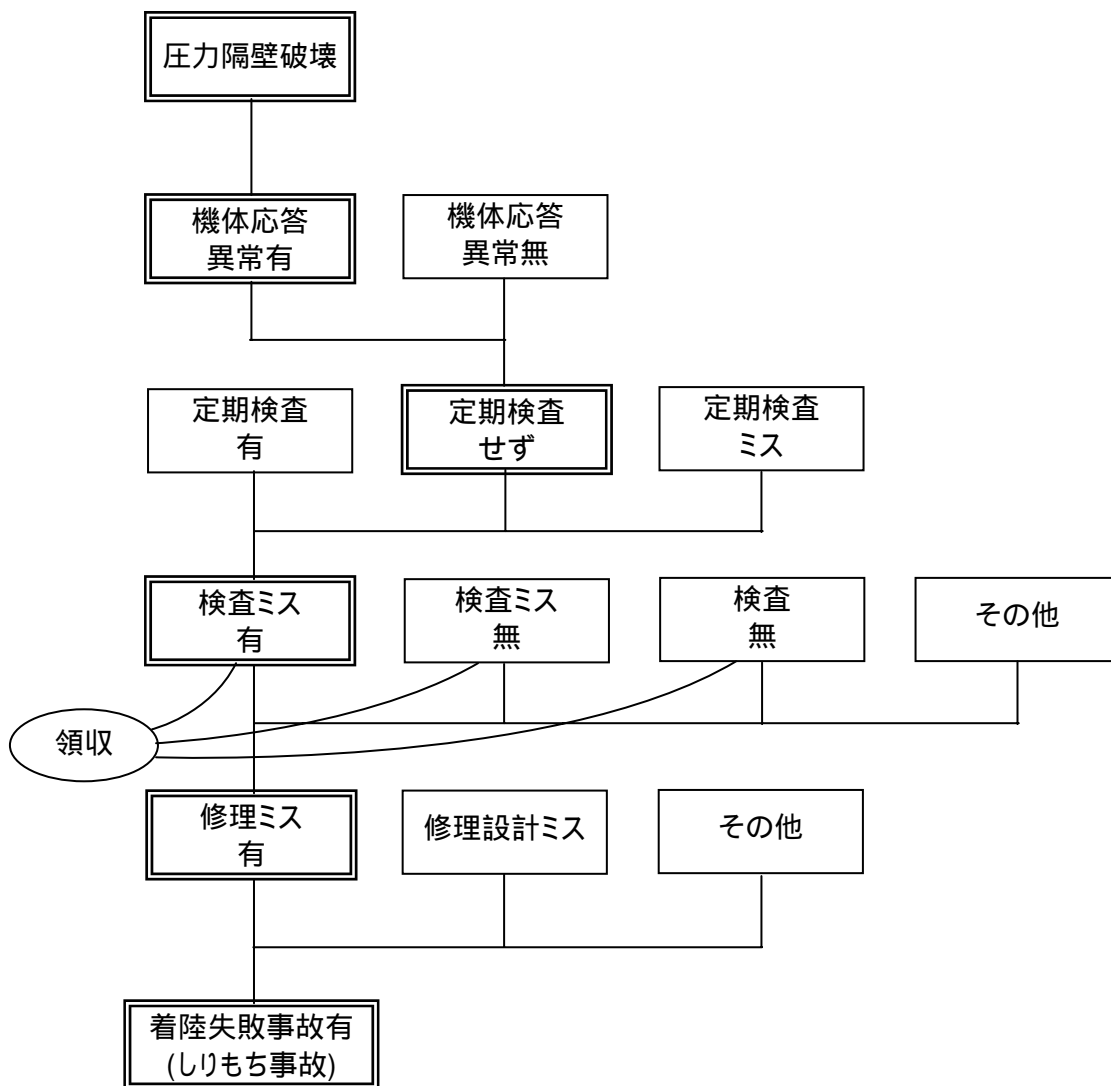 圧力隔壁破壊
機体応答
異常有
機体応答
異常無
定期検査
有
定期検査
せず
定期検査
ミス
検査ミス
有
検査ミス
無
検査
無
その他
領収
修理ミス
有
修理設計ミス
その他
着陸失敗事故有
(しりもち事故)